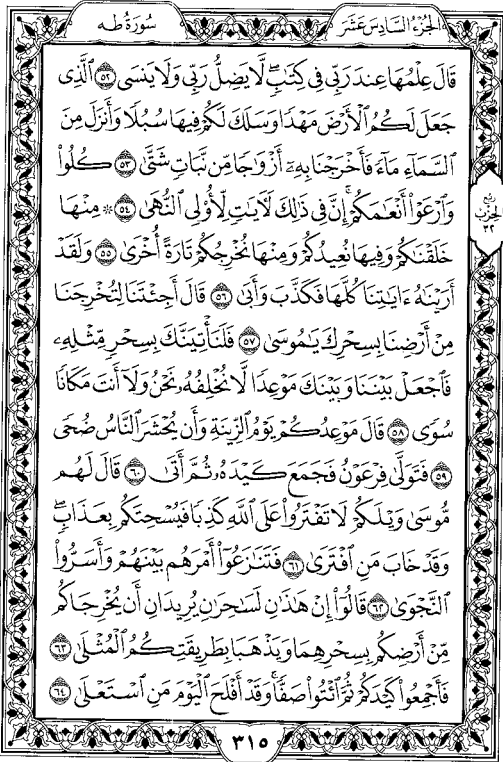 الجزء السادس عشر
سورة طه
قَالَ عِلْمُهَا عِندَ رَبِّي فِي كِتَٰبٍۖ لَّا يَضِلُّ رَبِّي وَلَا يَنسَى ٥٢ ٱلَّذِي
جَعَلَ لَكُمُ ٱلْأَرْضَ مَهْدًا وَسَلَكَ لَكُمْ فِيهَا سُبُلًا وَأَنزَلَ مِنَ
ٱلسَّمَآءِ مَآءً فَأَخْرَجْنَا بِهِۦٓ أَزْوَٰجًا مِّن نَّبَاتٍ شَتَّىٰ ٥٣ كُلُوا۟
وَٱرْعَوْا۟ أَنْعَٰمَكُمْۗ إِنَّ فِي ذَٰلِكَ لَءَايَٰتٍ لِّأُو۟لِي ٱلنُّهَىٰ ٥٤ ۞ مِنْهَا
خَلَقْنَٰكُمْ وَفِيهَا نُعِيدُكُمْ وَمِنْهَا نُخْرِجُكُمْ تَارَةً أُخْرَىٰ ٥٥ وَلَقَدْ
أَرَيْنَٰهُ ءَايَٰتِنَا كُلَّهَا فَكَذَّبَ وَأَبَىٰ ٥٦ قَالَ أَجِئْتَنَا لِتُخْرِجَنَا
مِنْ أَرْضِنَا بِسِحْرِكَ يَٰمُوسَىٰ ٥٧ فَلَنَأْتِيَنَّكَ بِسِحْرٍ مِّثْلِهِۦ
فَٱجْعَلْ بَيْنَنَا وَبَيْنَكَ مَوْعِدًا لَّا نُخْلِفُهُۥ نَحْنُ وَلَآ أَنتَ مَكَانًا
سُوًى ٥٨ قَالَ مَوْعِدُكُمْ يَوْمُ ٱلزِّينَةِ وَأَن يُحْشَرَ ٱلنَّاسُ ضُحًى
٥٩ فَتَوَلَّىٰ فِرْعَوْنُ فَجَمَعَ كَيْدَهُۥ ثُمَّ أَتَىٰ ٦٠ قَالَ لَهُم
مُّوسَىٰ وَيْلَكُمْ لَا تَفْتَرُوا۟ عَلَى ٱللَّهِ كَذِبًا فَيُسْحِتَكُم بِعَذَابٍۖ
وَقَدْ خَابَ مَنِ ٱفْتَرَىٰ ٦١ فَتَنَٰزَعُوٓا۟ أَمْرَهُم بَيْنَهُمْ وَأَسَرُّوا۟
ٱلنَّجْوَىٰ ٦٢ قَالُوٓا۟ إِنْ هَٰذَٰنِ لَسَٰحِرَٰنِ يُرِيدَانِ أَن يُخْرِجَاكُم
مِّنْ أَرْضِكُم بِسِحْرِهِمَا وَيَذْهَبَا بِطَرِيقَتِكُمُ ٱلْمُثْلَىٰ ٦٣
فَأَجْمِعُوا۟ كَيْدَكُمْ ثُمَّ ٱئْتُوا۟ صَفًّاۚ وَقَدْ أَفْلَحَ ٱلْيَوْمَ مَنِ ٱسْتَعْلَىٰ ٦٤
ربع
حزب
٣٢
٣١٥